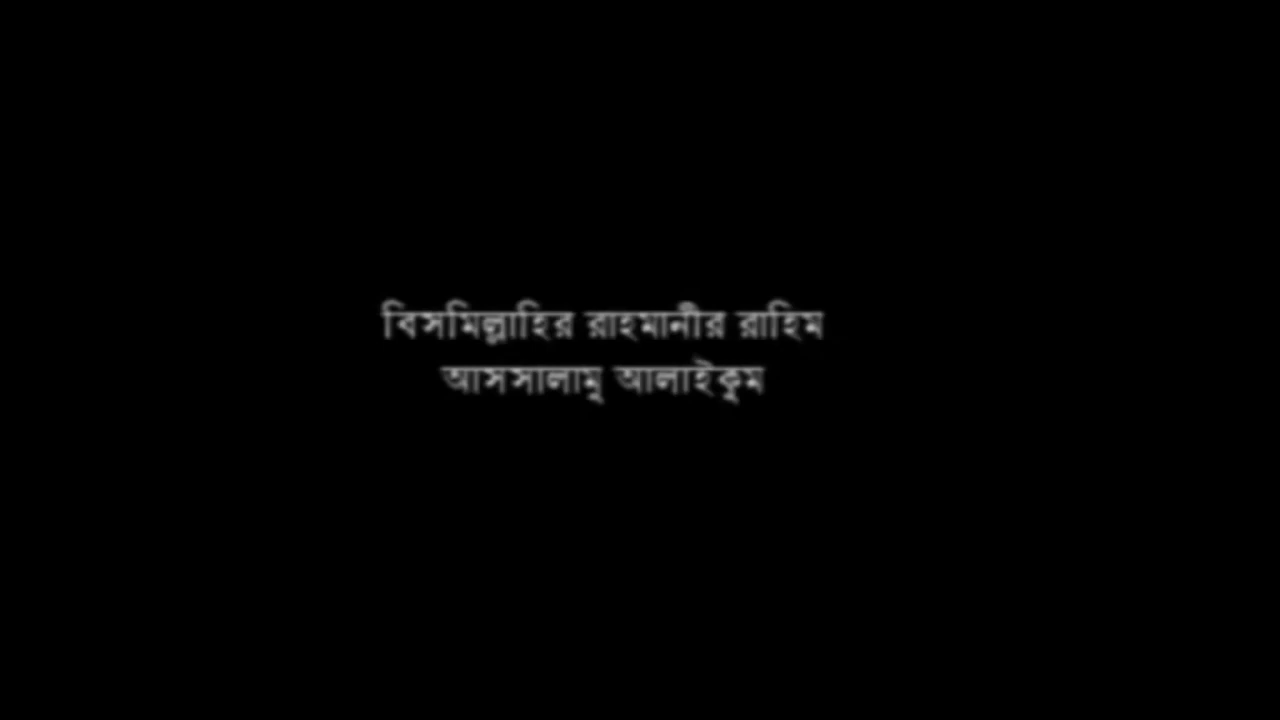 বিসমিল্লাহির রাহমানীর রাহিম
আসসালামু আলাইকুম